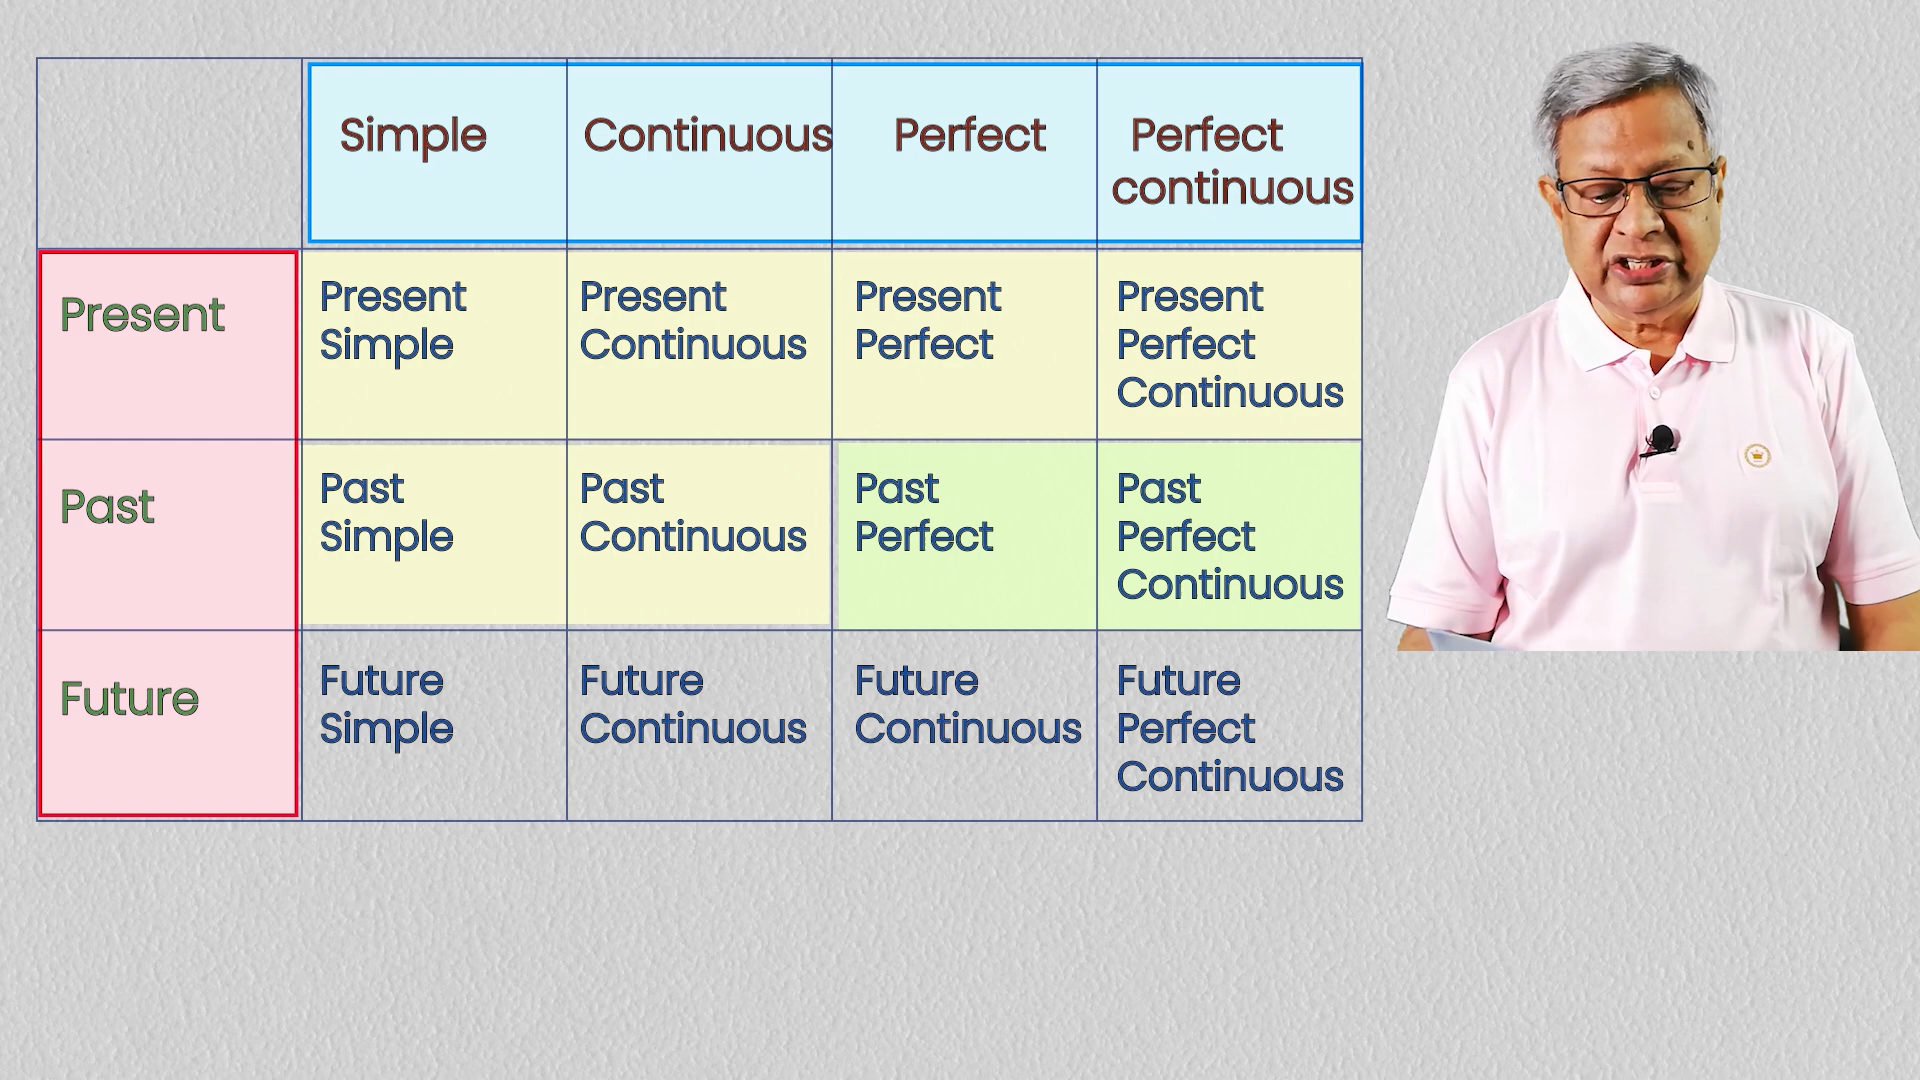 Simple
Continuous
Perfect
Perfect
continuous
Present
Present
Simple
Present
Continuous
Present
Perfect
Present
Perfect
Continuous
Past
Past
Simple
Past
Continuous
Past
Perfect
Past
Perfect
Continuous
Future
Future
Simple
Future
Continuous
Future
Continuous
Future
Perfect
Continuous